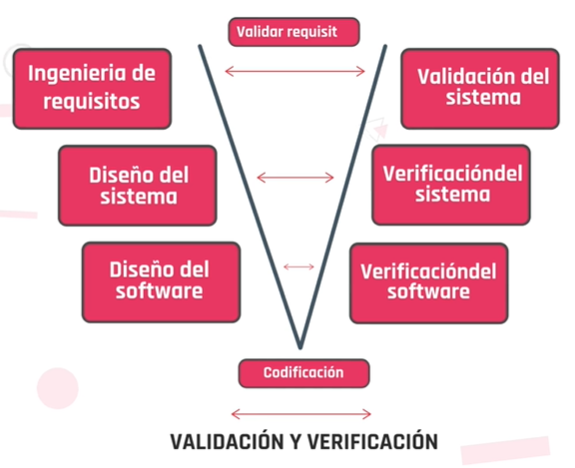 Validar requisit
Ingenieria de
requisitos
Validación del
sistema
Diseño del
sistema
Verificacióndel
sistema
Diseño del
software
Verificacióndel
software
Codificación
VALIDACIÓN Y VERIFICACIÓN